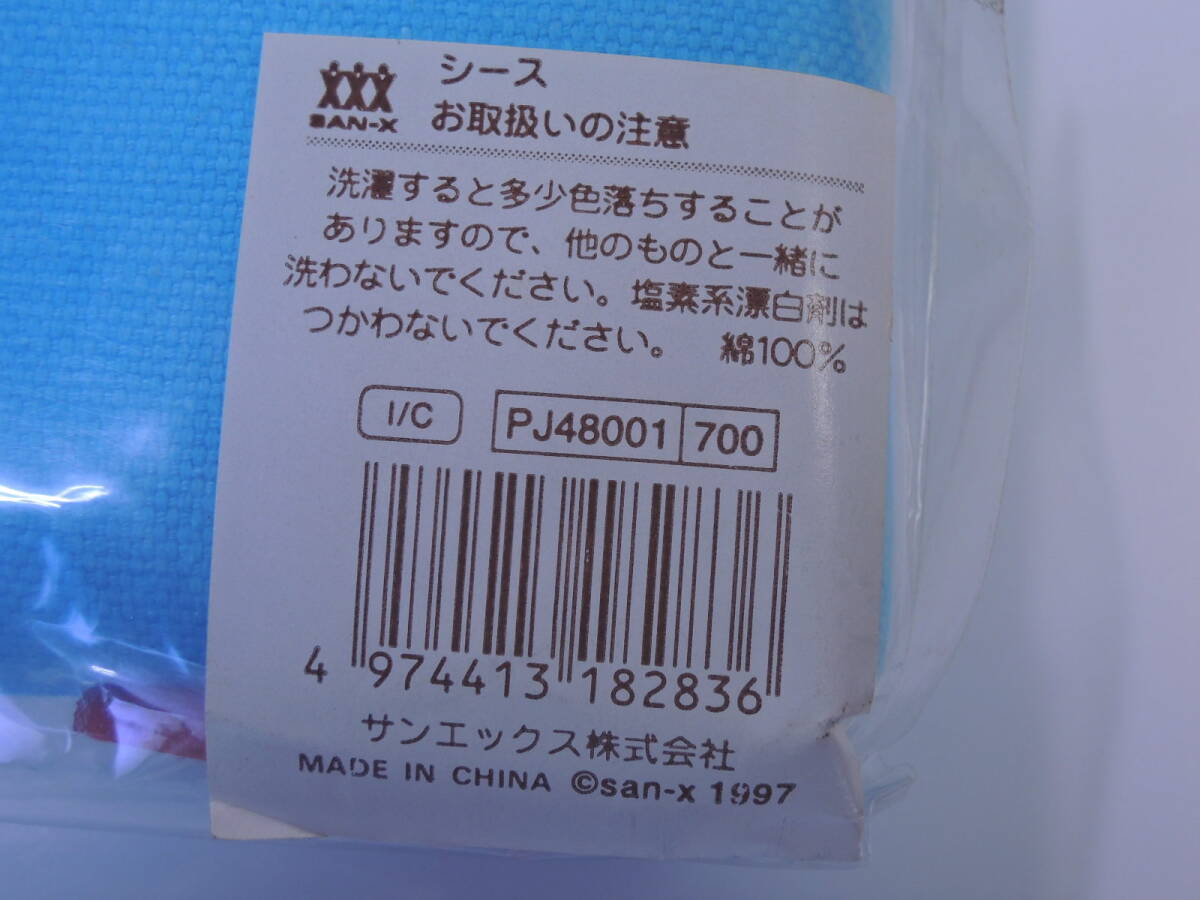 シース
SAN-X
お取扱いの注意
洗濯すると多少色落ちすることが
ありますので、他のものと一緒に
洗わないでください。塩素系漂白剤は
つかわないでください。 綿100%
I/C PJ48001 700
4 974413 182836
サンエックス株式会社
MADE IN CHINA ©san-x 1997